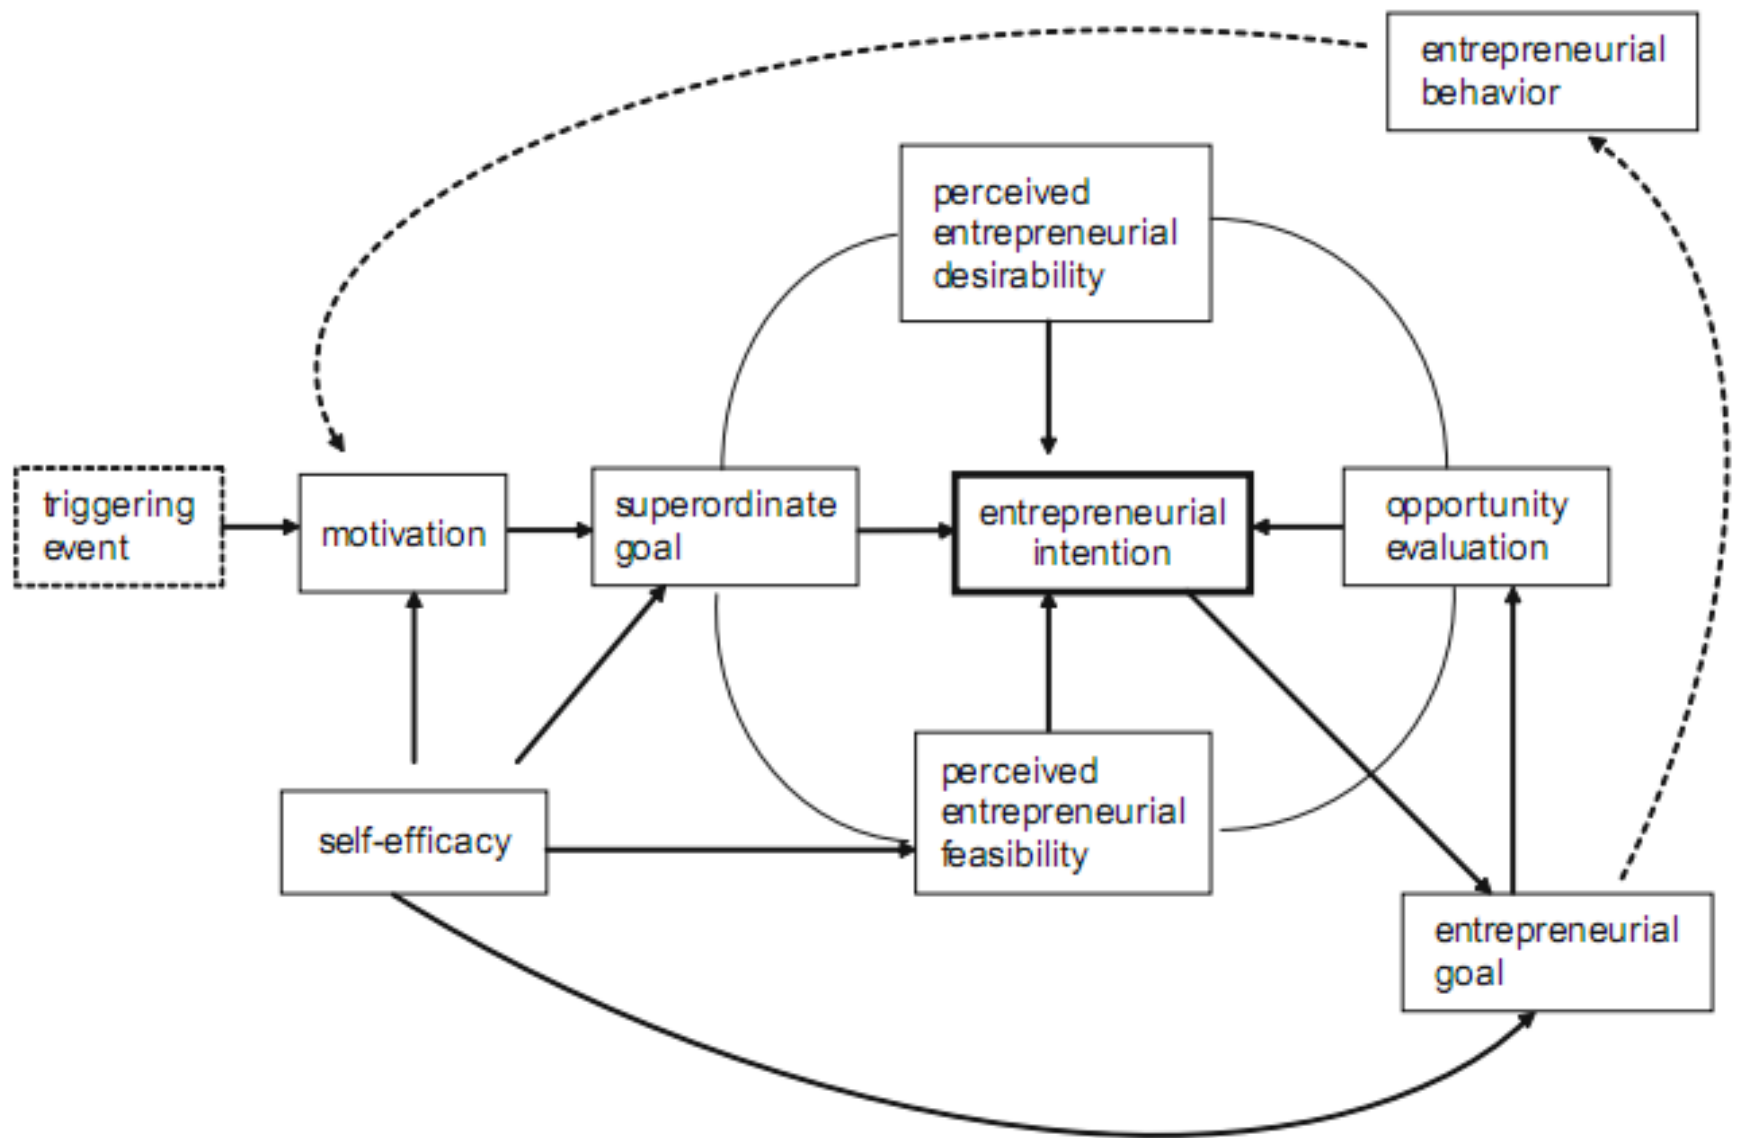 entrepreneurial
behavior
perceived
entrepreneurial
desirability
triggering
event
motivation
superordinate
goal
entrepreneurial
intention
opportunity
evaluation
self-efficacy
perceived
entrepreneurial
feasibility
entrepreneurial
goal